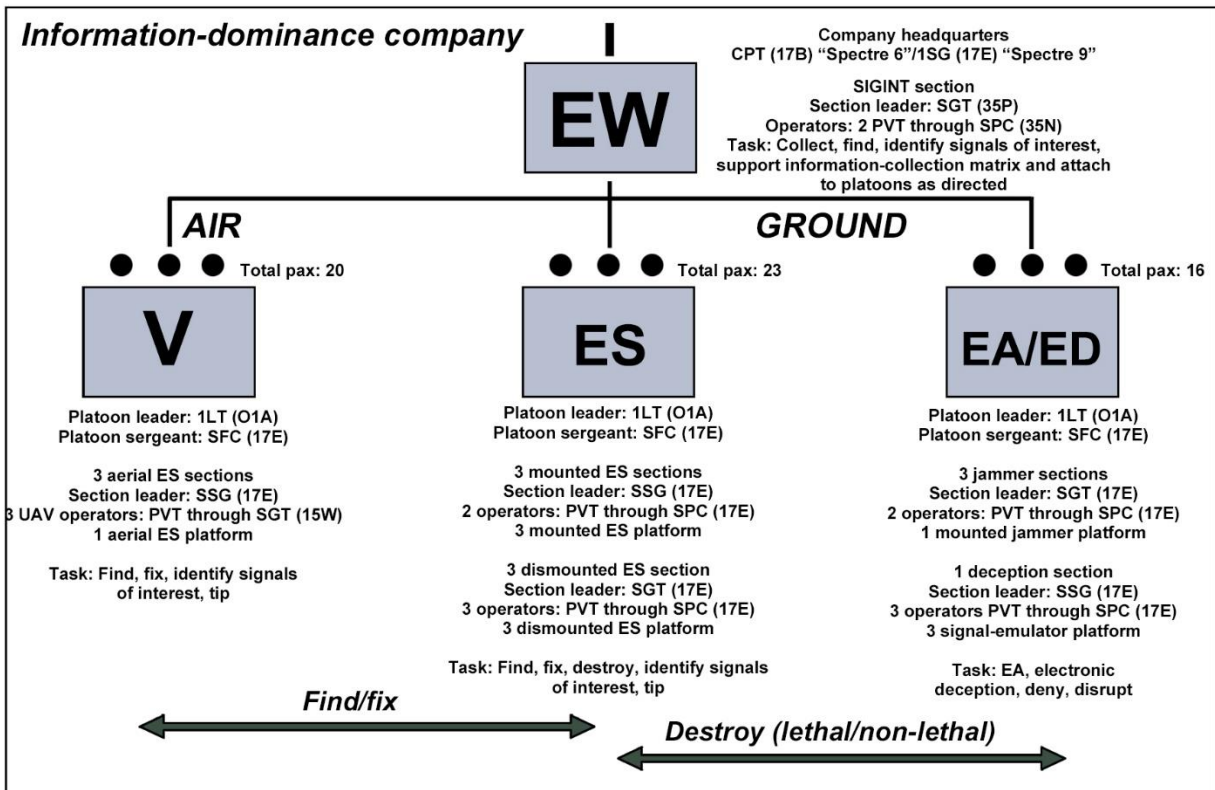 Information-dominance company
Company headquarters
CPT (17B) “Spectre 6”/1SG (17E) “Spectre 9”
EW
SIGINT section
Section leader: SGT (35P)
Operators: 2 PVT through SPC (35N)
Task: Collect, find, identify signals of interest,
support information-collection matrix and attach
to platoons as directed
AIR
GROUND
Total pax: 20
V
Platoon leader: 1LT (O1A)
Platoon sergeant: SFC (17E)
3 aerial ES sections
Section leader: SSG (17E)
3 UAV operators: PVT through SGT (15W)
1 aerial ES platform
Task: Find, fix, identify signals
of interest, tip
Total pax: 23
ES
Platoon leader: 1LT (O1A)
Platoon sergeant: SFC (17E)
3 mounted ES sections
Section leader: SSG (17E)
2 operators: PVT through SPC (17E)
3 mounted ES platform
3 dismounted ES section
Section leader: SGT (17E)
3 operators: PVT through SPC (17E)
3 dismounted ES platform
Task: Find, fix, destroy, identify signals
of interest, tip
Total pax: 16
EA/ED
Platoon leader: 1LT (O1A)
Platoon sergeant: SFC (17E)
3 jammer sections
Section leader: SGT (17E)
2 operators: PVT through SPC (17E)
1 mounted jammer platform
1 deception section
Section leader: SSG (17E)
3 operators PVT through SPC (17E)
3 signal-emulator platform
Task: EA, electronic
deception, deny, disrupt
Find/fix
Destroy (lethal/non-lethal)